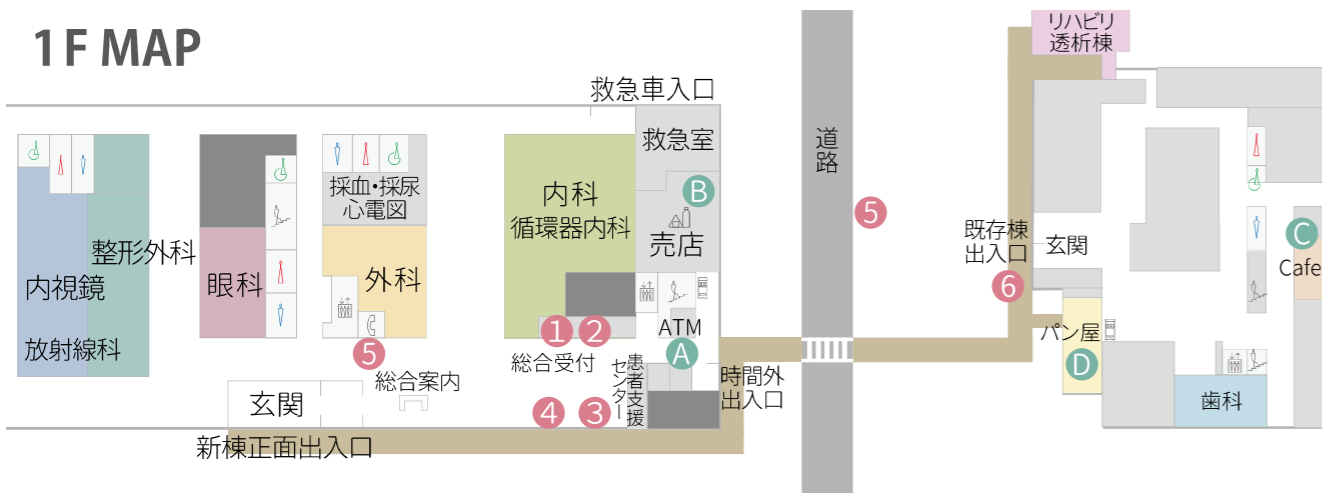 1F MAP
救急車入口
リハビリ
透析棟
救急室
B
道路
採血・採尿
心電図
内科
循環器内科
売店
5
既存棟
出入口
玄関
C
Cafe
整形外科
内視鏡
眼科
外科
6
放射線科
1
2
ATM
A
パン屋
D
5
総合受付
患者支援
センター
時間外
出入口
総合案内
玄関
4
3
歯科
新棟正面出入口